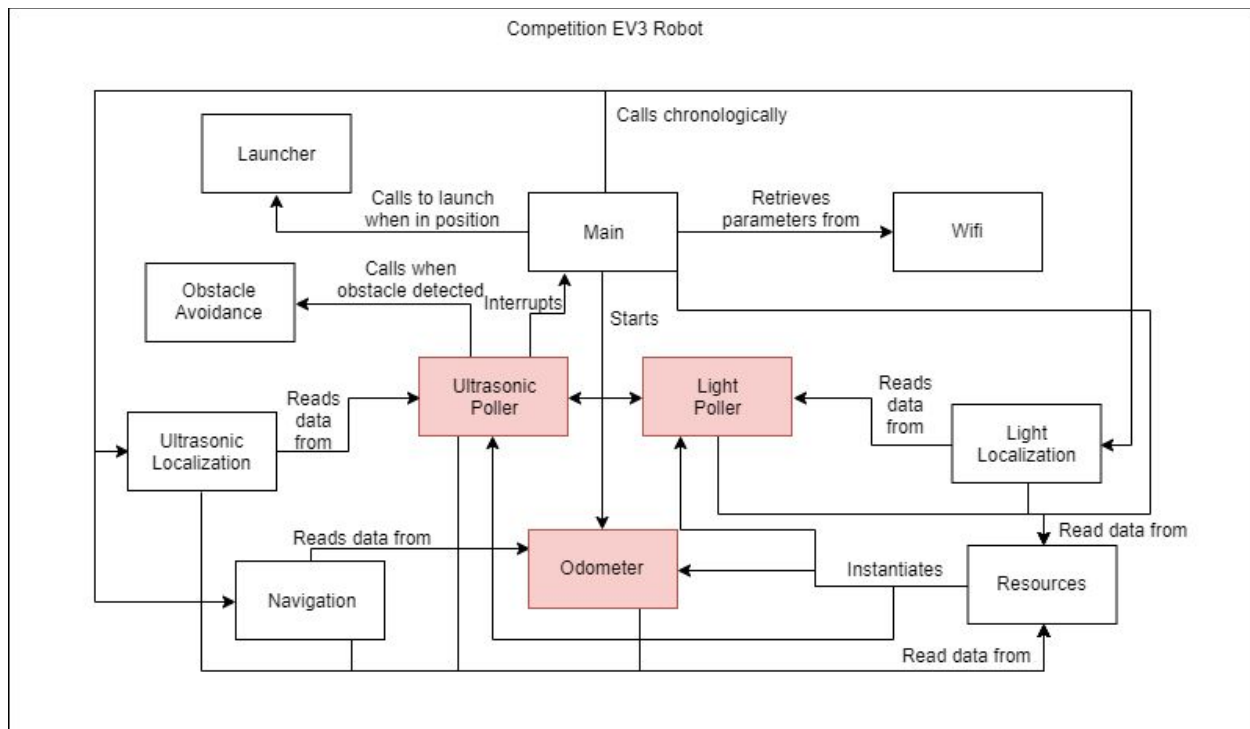 Competition EV3 Robot
Calls chronologically
Launcher
Calls to launch
when in position
Main
Retrieves
parameters from
Wifi
Obstacle
Avoidance
Calls when
obstacle detected
Interrupts
Starts
Ultrasonic
Poller
Light
Poller
Reads
data
from
Ultrasonic
Localization
Reads
data
from
Light
Localization
Reads data from
Navigation
Odometer
Instantiates
Read data from
Resources
Read data from